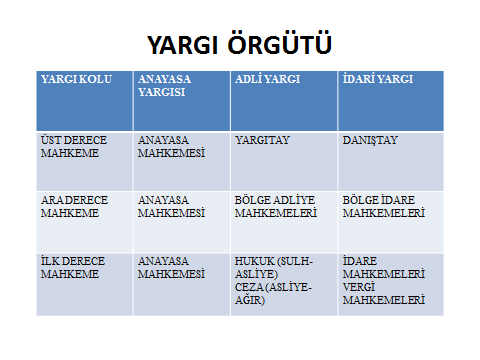 YARGI ÖRGÜTÜ
YARGI KOLU
ANAYASA
YARGISI
ADLİ YARGI
İDARİ YARGI
ÜST DERECE
MAHKEME
ANAYASA
MAHKEMESİ
YARGITAY
DANIŞTAY
ARA DERECE
MAHKEME
ANAYASA
MAHKEMESİ
BÖLGE ADLİYE
MAHKEMELERİ
BÖLGE İDARE
MAHKEMELERİ
İLK DERECE
MAHKEME
ANAYASA
MAHKEMESİ
HUKUK (SULH-
ASLİYE)
CEZA (ASLİYE-
AĞIR)
İDARE
MAHKEMELERİ
VERGİ
MAHKEMELERİ